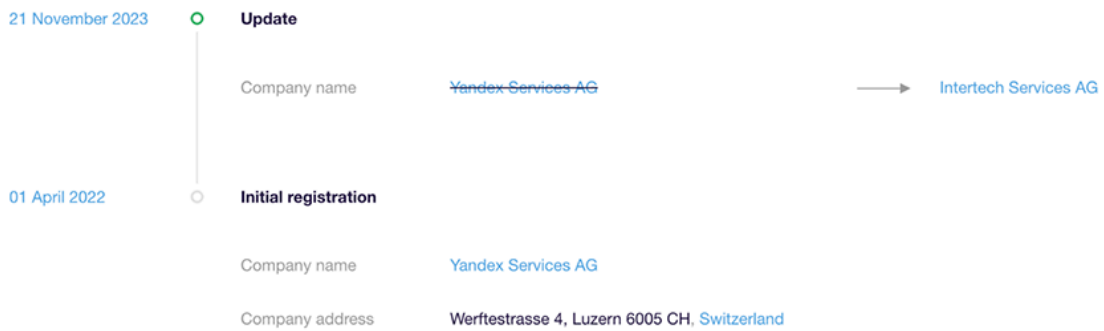 21 November 2023 Update
Company name Yandex Services AG Intertech Services AG
01 April 2022 Initial registration
Company name Yandex Services AG
Company address Werftestrasse 4, Luzern 6005 CH, Switzerland